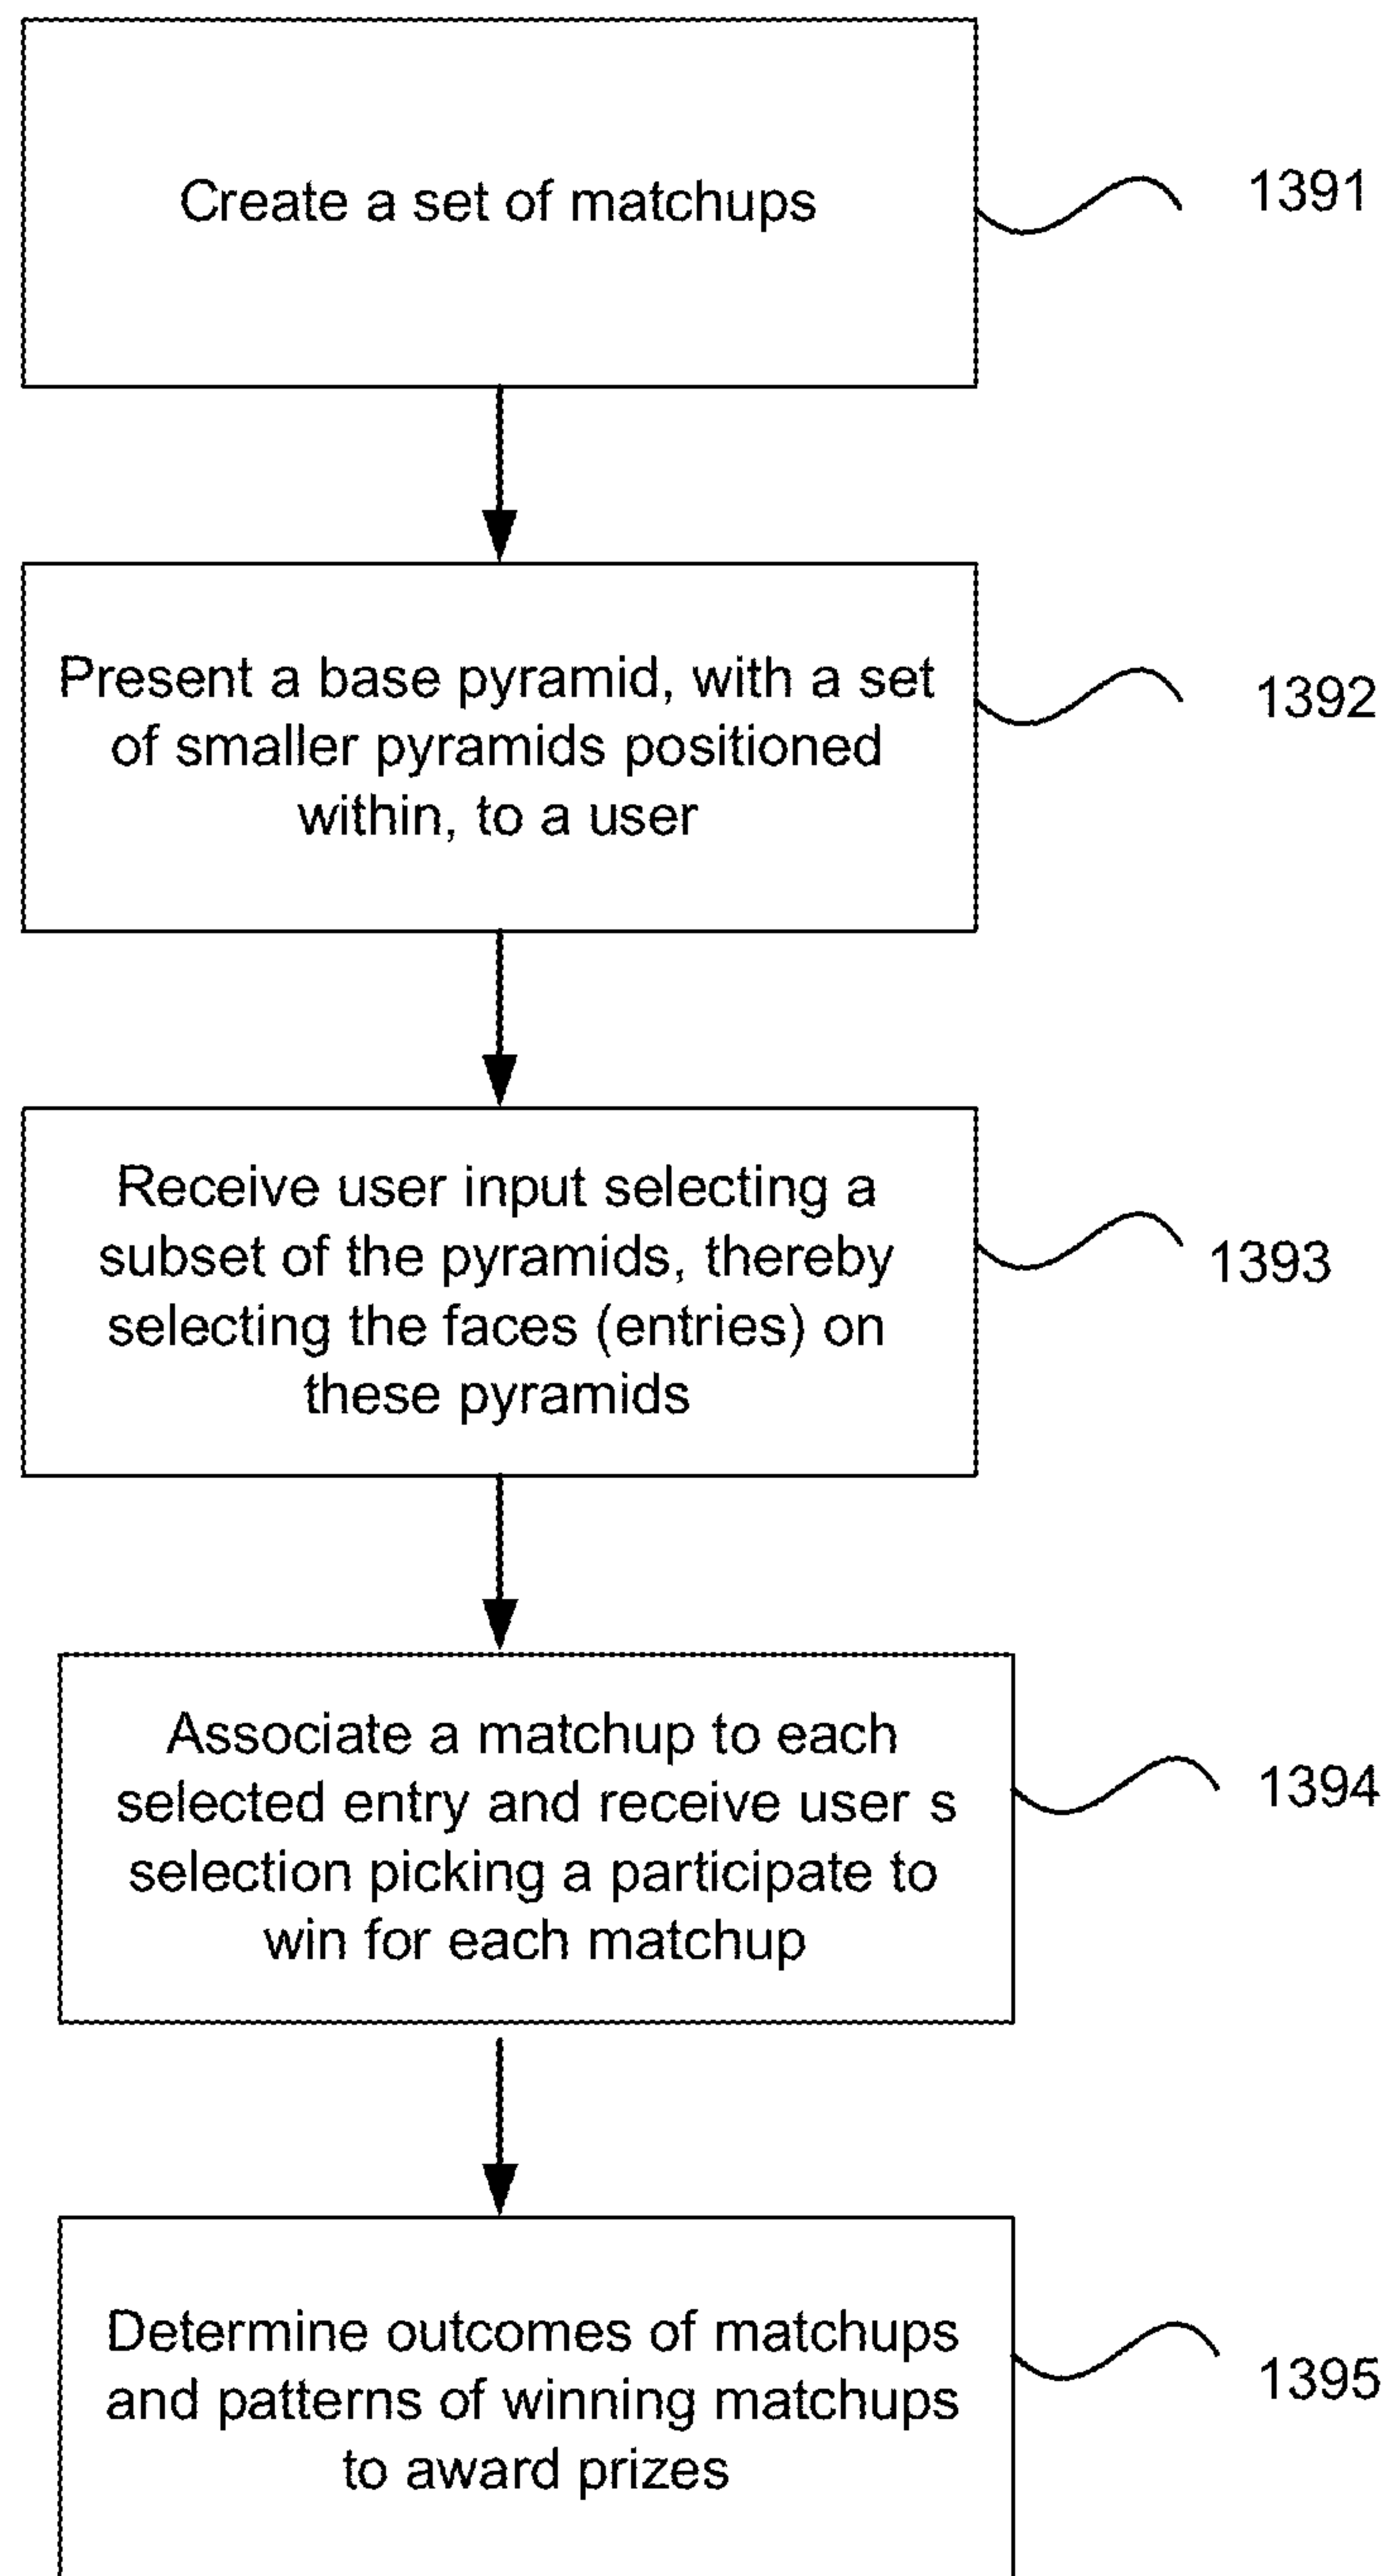 Create a set of matchups
1391
Present a base pyramid, with a set
of smaller pyramids positioned
within, to a user
1392
Receive user input selecting a
subset of the pyramids, thereby
selecting the faces (entries) on
these pyramids
1393
Associate a matchup to each
selected entry and receive user s
selection picking a participate to
win for each matchup
1394
Determine outcomes of matchups
and patterns of winning matchups
to award prizes
1395